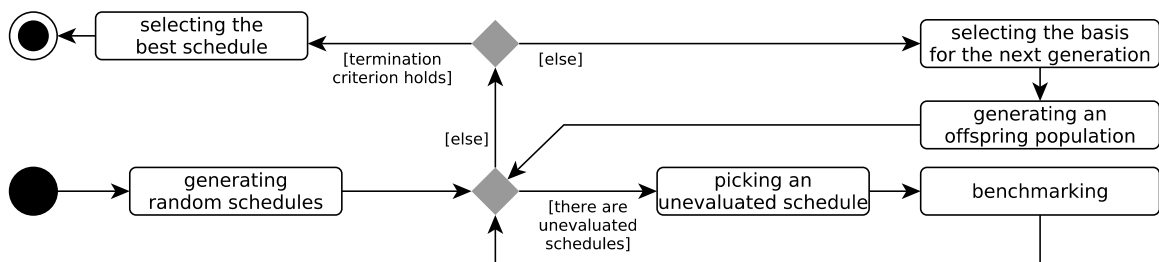 selecting the
best schedule
[termination
criterion holds]
[else]
selecting the basis
for the next generation
generating an
offspring population
[else]
generating
random schedules
[there are
unevaluated
schedules]
picking an
unevaluated schedule
benchmarking